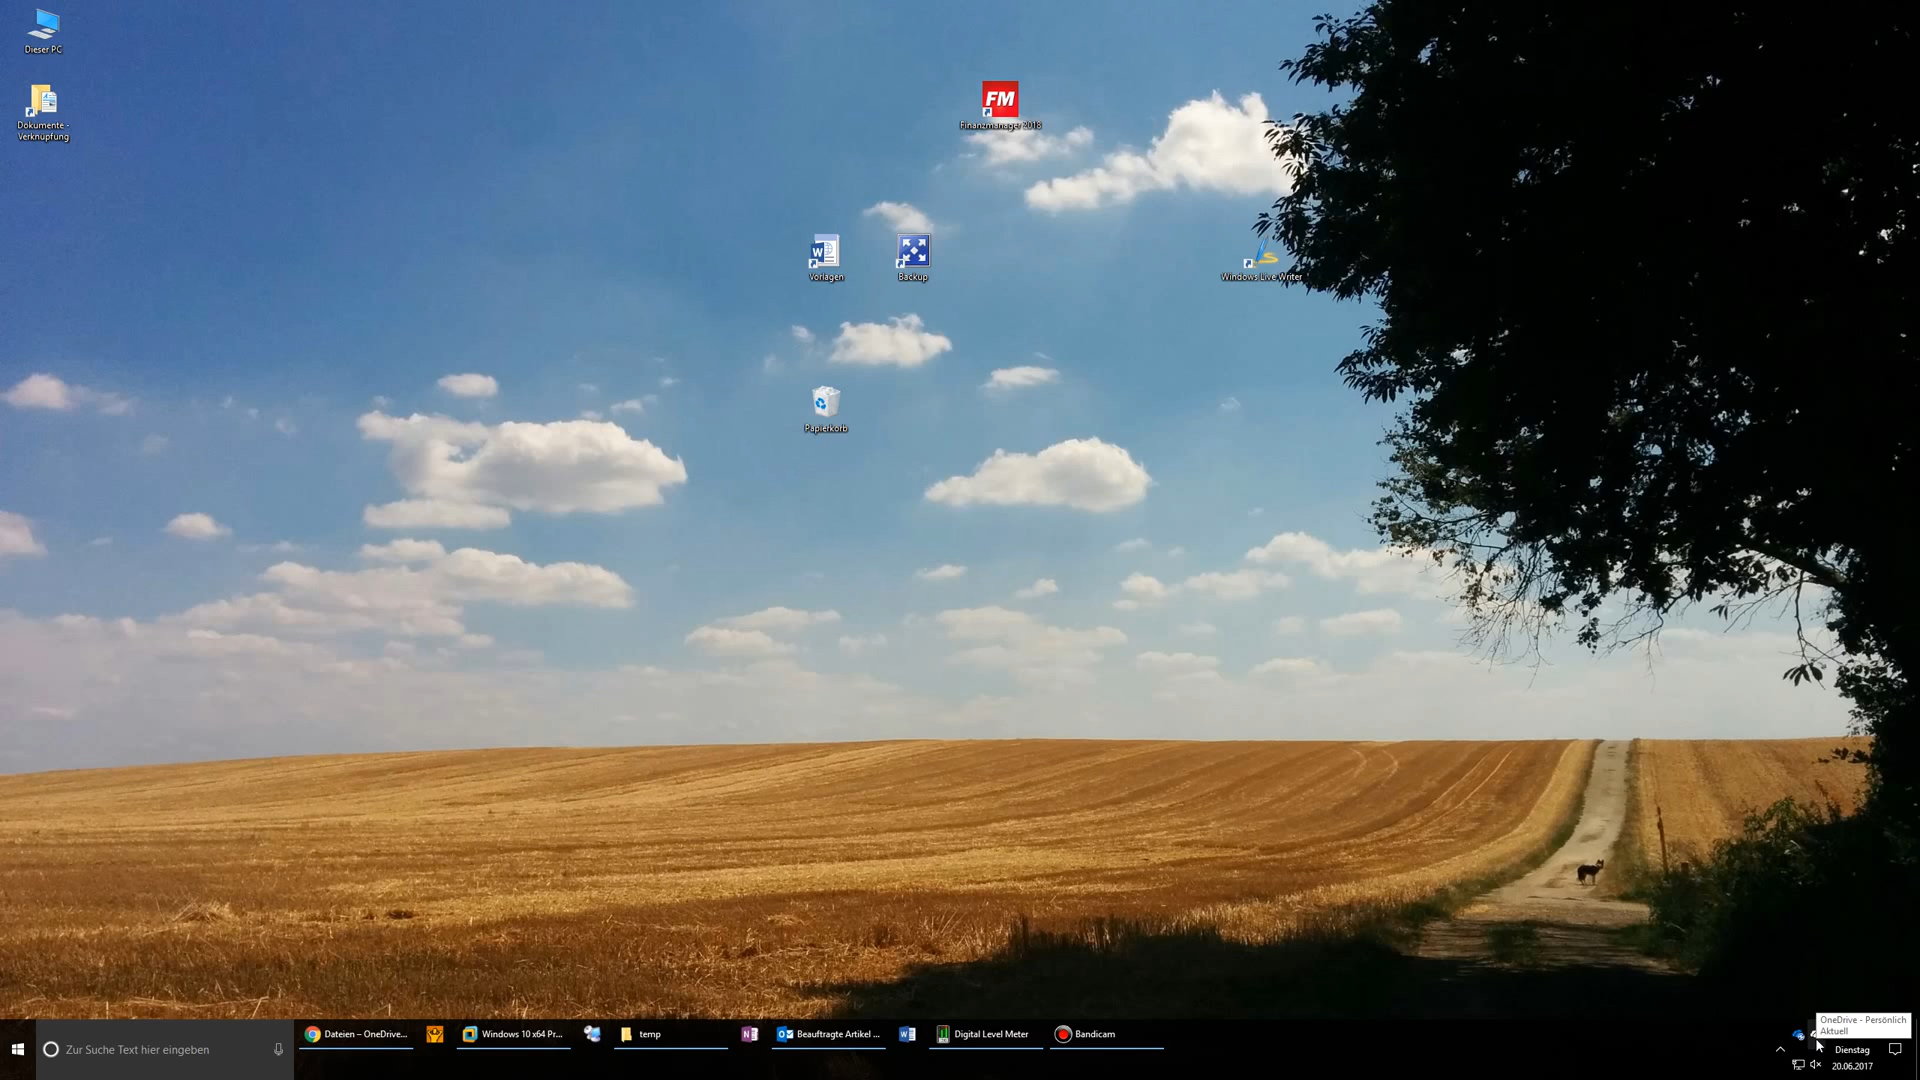 Dieser PC
Dokumente -
Verknüpfung
FM
Finanzmanager 2018
W
Vorlagen
Backup
Windows Live Writer
Papierkorb
Zur Suche Text hier eingeben
Dateien – OneDrive...
Windows 10 x64 Pr...
temp
N
Beauftragte Artikel ...
W
Digital Level Meter
Bandicam
OneDrive - Persönlich
Aktuell
Dienstag
20.06.2017